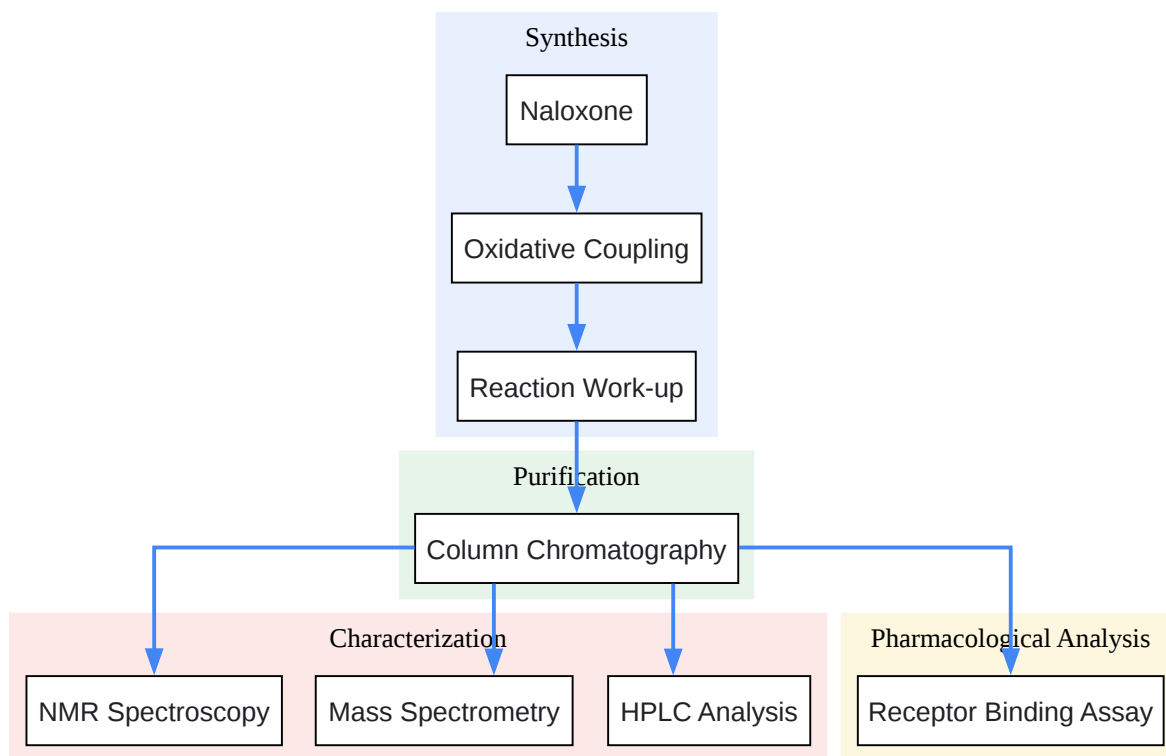 Synthesis
Naloxone
Oxidative Coupling
Reaction Work-up
Purification
Column Chromatography
Characterization
Pharmacological Analysis
NMR Spectroscopy
Mass Spectrometry
HPLC Analysis
Receptor Binding Assay